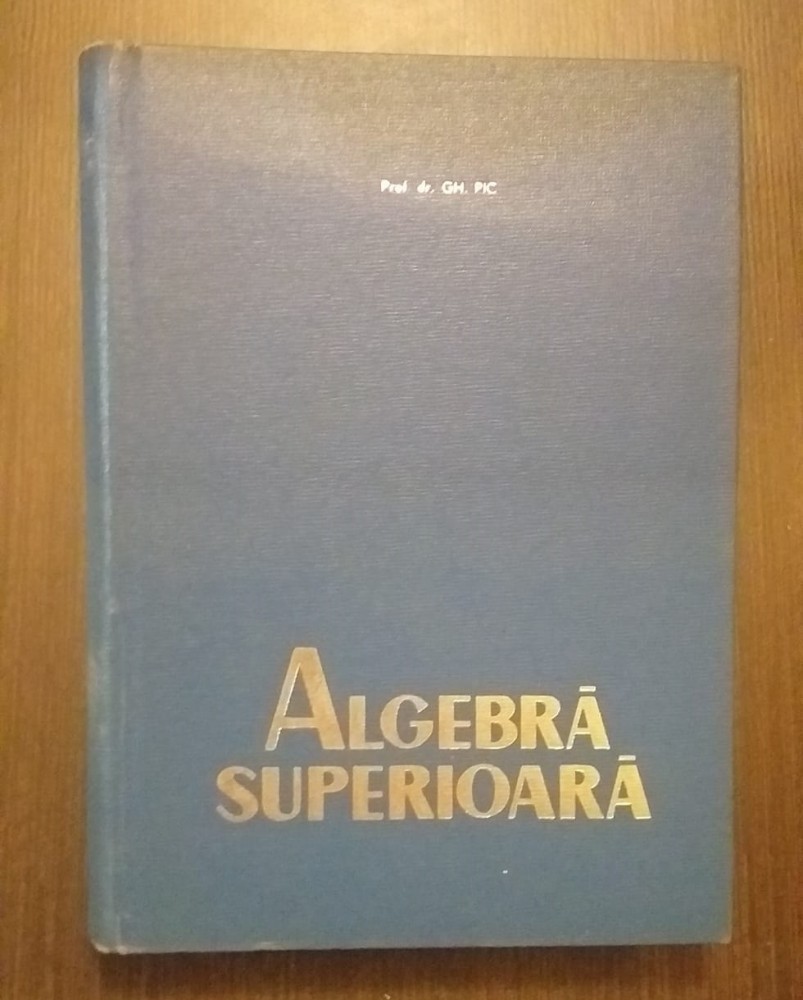 Prof. dr. GH. PIC
ALGEBRĂ
SUPERIOARĂ